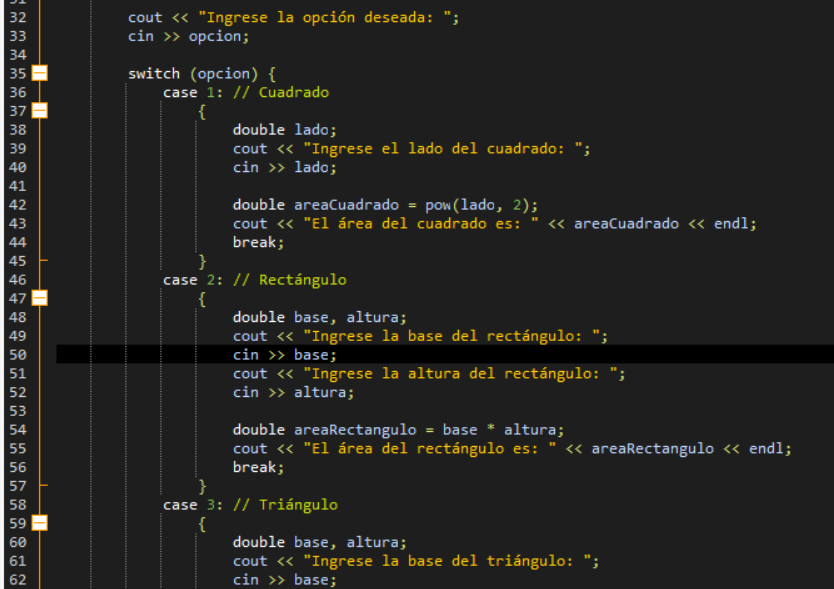 32 cout << "Ingrese la opción deseada: ";
33 cin >> opcion;
34
35 switch (opcion) {
36 case 1: // Cuadrado
37 {
38 double lado;
39 cout << "Ingrese el lado del cuadrado: ";
40 cin >> lado;
41
42 double areaCuadrado = pow(lado, 2);
43 cout << "El área del cuadrado es: " << areaCuadrado << endl;
44 break;
45 }
46 case 2: // Rectángulo
47 {
48 double base, altura;
49 cout << "Ingrese la base del rectángulo: ";
50 cin >> base;
51 cout << "Ingrese la altura del rectángulo: ";
52 cin >> altura;
53
54 double areaRectangulo = base * altura;
55 cout << "El área del rectángulo es: " << areaRectangulo << endl;
56 break;
57 }
58 case 3: // Triángulo
59 {
60 double base, altura;
61 cout << "Ingrese la base del triángulo: ";
62 cin >> base;